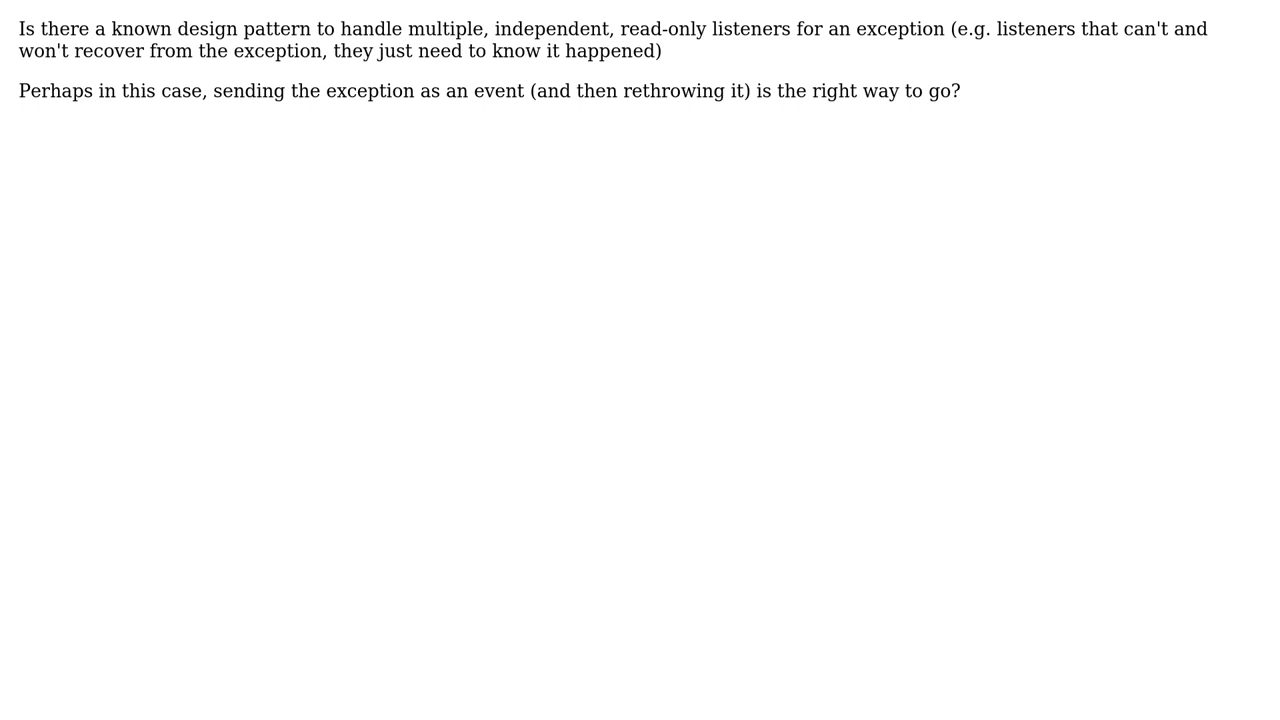 Is there a known design pattern to handle multiple, independent, read-only listeners for an exception (e.g. listeners that can't and
won't recover from the exception, they just need to know it happened)
Perhaps in this case, sending the exception as an event (and then rethrowing it) is the right way to go?